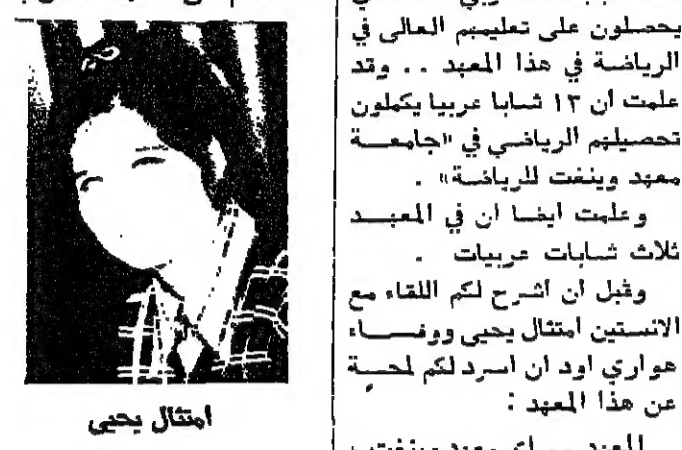 يحصلون على تعليمهم العالى في
الرياضة في هذا المعهد . . وقد
علمت أن ١٣ شابا عربيا يكملون
تحصيلهم الرياضي في «جامعة
معهد وينغت للرياضة» .
وعلمت ايضا ان في المعهد
ثلاث شابات عربيات .
وقبل ان اشرح لكم اللقاء مع
الانستين امتثال يحيى ووفاء
هواري اود ان اسرد لكم لمحة
عن هذا المعهد :
امتثال يحيى